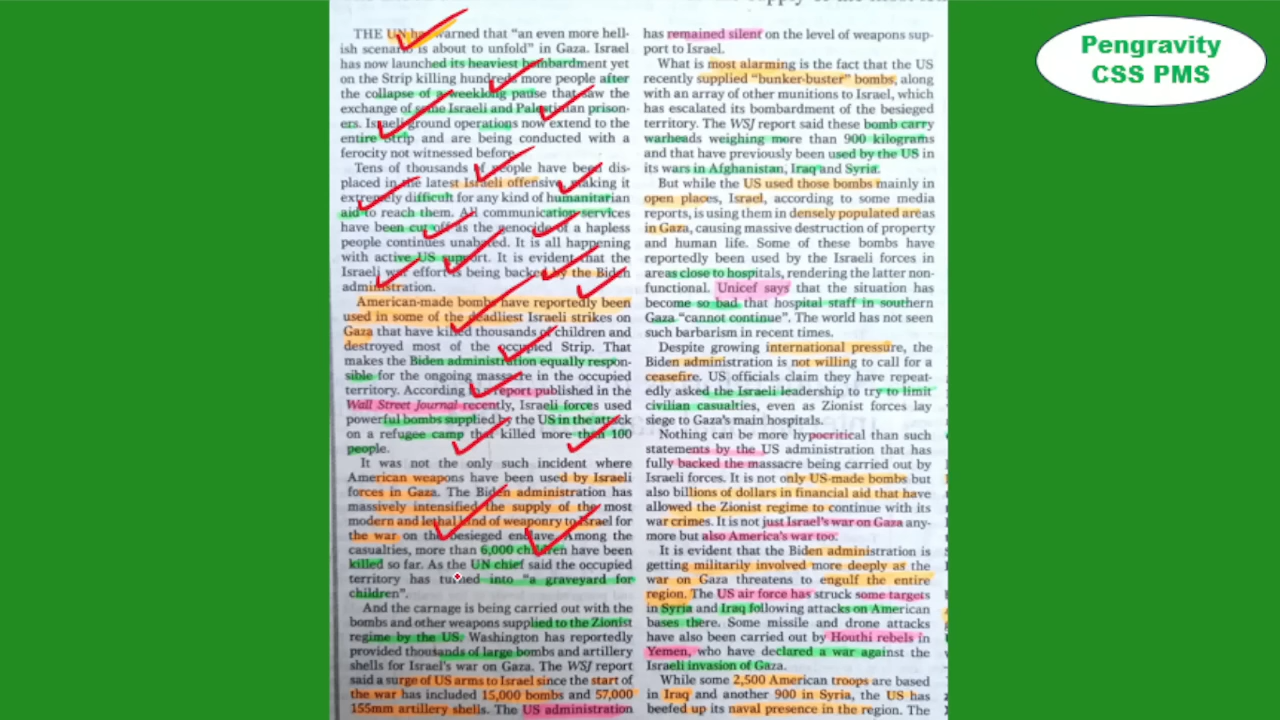 THE UN has warned that “an even more hell-
ish scenario is about to unfold” in Gaza. Israel
has now launched its heaviest bombardment yet
on the Strip killing hundreds more people after
the collapse of a weeklong pause that saw the
exchange of some Israeli and Palestinian prison-
ers. Israeli ground operations now extend to the
entire Strip and are being conducted with a
ferocity not witnessed before.
Tens of thousands of people have been dis-
placed in the latest Israeli offensive, making it
extremely difficult for any kind of humanitarian
aid to reach them. All communication services
have been cut off as the genocide of a hapless
people continues unabated. It is all happening
with active US support. It is evident that the
Israeli war effort is being backed by the Biden
administration.
American-made bombs have reportedly been
used in some of the deadliest Israeli strikes on
Gaza that have killed thousands of children and
destroyed most of the occupied Strip. That
makes the Biden administration equally respon-
sible for the ongoing massacre in the occupied
territory. According to a report published in the
Wall Street Journal recently, Israeli forces used
powerful bombs supplied by the US in the attack
on a refugee camp that killed more than 100
people.
It was not the only such incident where
American weapons have been used by Israeli
forces in Gaza. The Biden administration has
massively intensified the supply of the most
modern and lethal kind of weaponry to Israel for
the war on the besieged enclave. Among the
casualties, more than 6,000 children have been
killed so far. As the UN chief said the occupied
territory has turned into “a graveyard for
children”.
And the carnage is being carried out with the
bombs and other weapons supplied to the Zionist
regime by the US. Washington has reportedly
provided thousands of large bombs and artillery
shells for Israel’s war on Gaza. The WSJ report
said a surge of US arms to Israel since the start of
the war has included 15,000 bombs and 57,000
155mm artillery shells. The US administration
has remained silent on the level of weapons sup-
port to Israel.
What is most alarming is the fact that the US
recently supplied “bunker-buster” bombs, along
with an array of other munitions to Israel, which
has escalated its bombardment of the besieged
territory. The WSJ report said these bomb carry
warheads weighing more than 900 kilograms
and that have previously been used by the US in
its wars in Afghanistan, Iraq and Syria.
But while the US used those bombs mainly in
open places, Israel, according to some media
reports, is using them in densely populated areas
in Gaza, causing massive destruction of property
and human life. Some of these bombs have
reportedly been used by the Israeli forces in
areas close to hospitals, rendering the latter non-
functional. Unicef says that the situation has
become so bad that hospital staff in southern
Gaza “cannot continue”. The world has not seen
such barbarism in recent times.
Despite growing international pressure, the
Biden administration is not willing to call for a
ceasefire. US officials claim they have repeat-
edly asked the Israeli leadership to try to limit
civilian casualties, even as Zionist forces lay
siege to Gaza’s main hospitals.
Nothing can be more hypocritical than such
statements by the US administration that has
fully backed the massacre being carried out by
Israeli forces. It is not only US-made bombs but
also billions of dollars in financial aid that have
allowed the Zionist regime to continue with its
war crimes. It is not just Israel’s war on Gaza any-
more but also America’s war too.
It is evident that the Biden administration is
getting militarily involved more deeply as the
war on Gaza threatens to engulf the entire
region. The US air force has struck some targets
in Syria and Iraq following attacks on American
bases there. Some missile and drone attacks
have also been carried out by Houthi rebels in
Yemen, who have declared a war against the
Israeli invasion of Gaza.
While some 2,500 American troops are based
in Iraq and another 900 in Syria, the US has
beefed up its naval presence in the region. The
Pengravity
CSS PMS